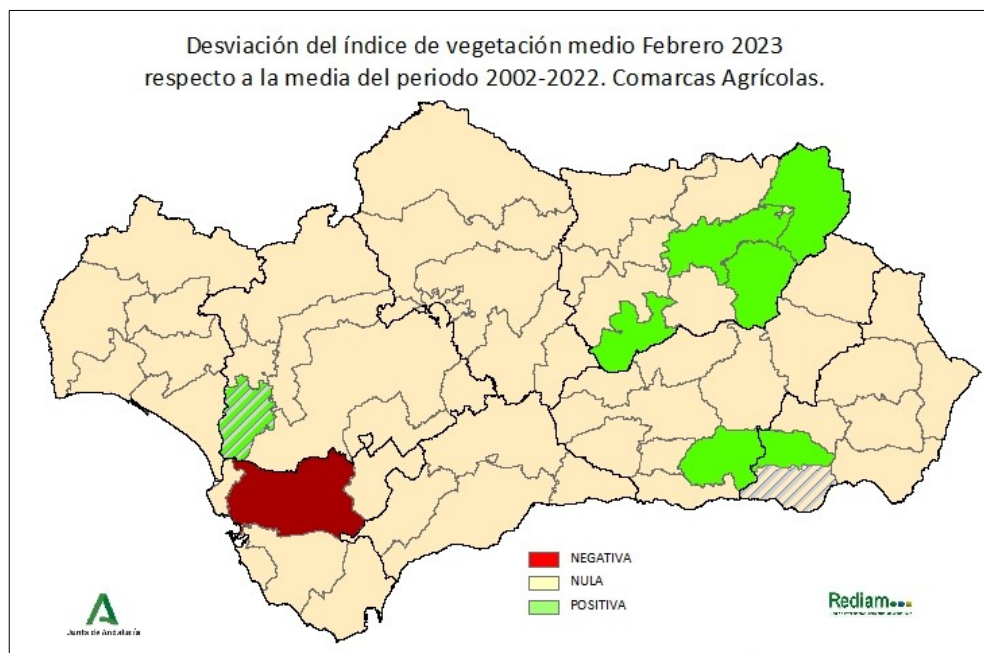 Desviación del índice de vegetación medio Febrero 2023
respecto a la media del periodo 2002-2022. Comarcas Agrícolas.
NEGATIVA
NULA
POSITIVA
Junta de Andalucía
Rediam